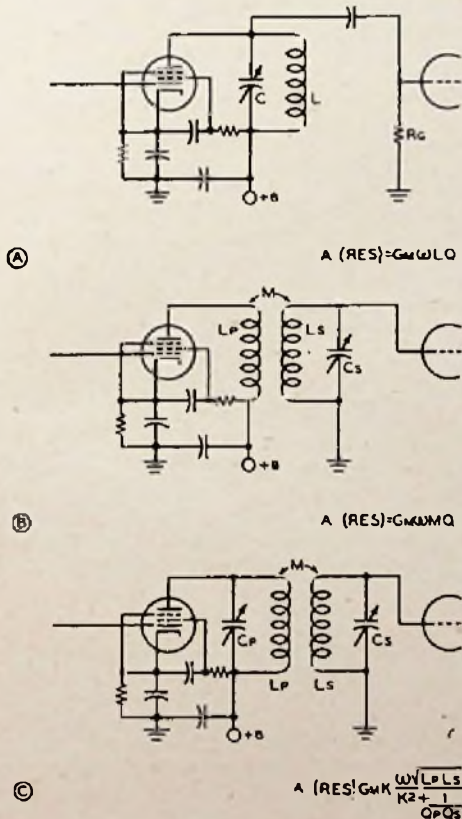 C
L
RG
+B
A
A (RES)=GMωLQ
M
LP
LS
CS
+B
B
A (RES)=GMωMQ
M
CP
LP
LS
CS
+B
C
A (RES! GMK ω√LPLS / K²+ 1/QPQS